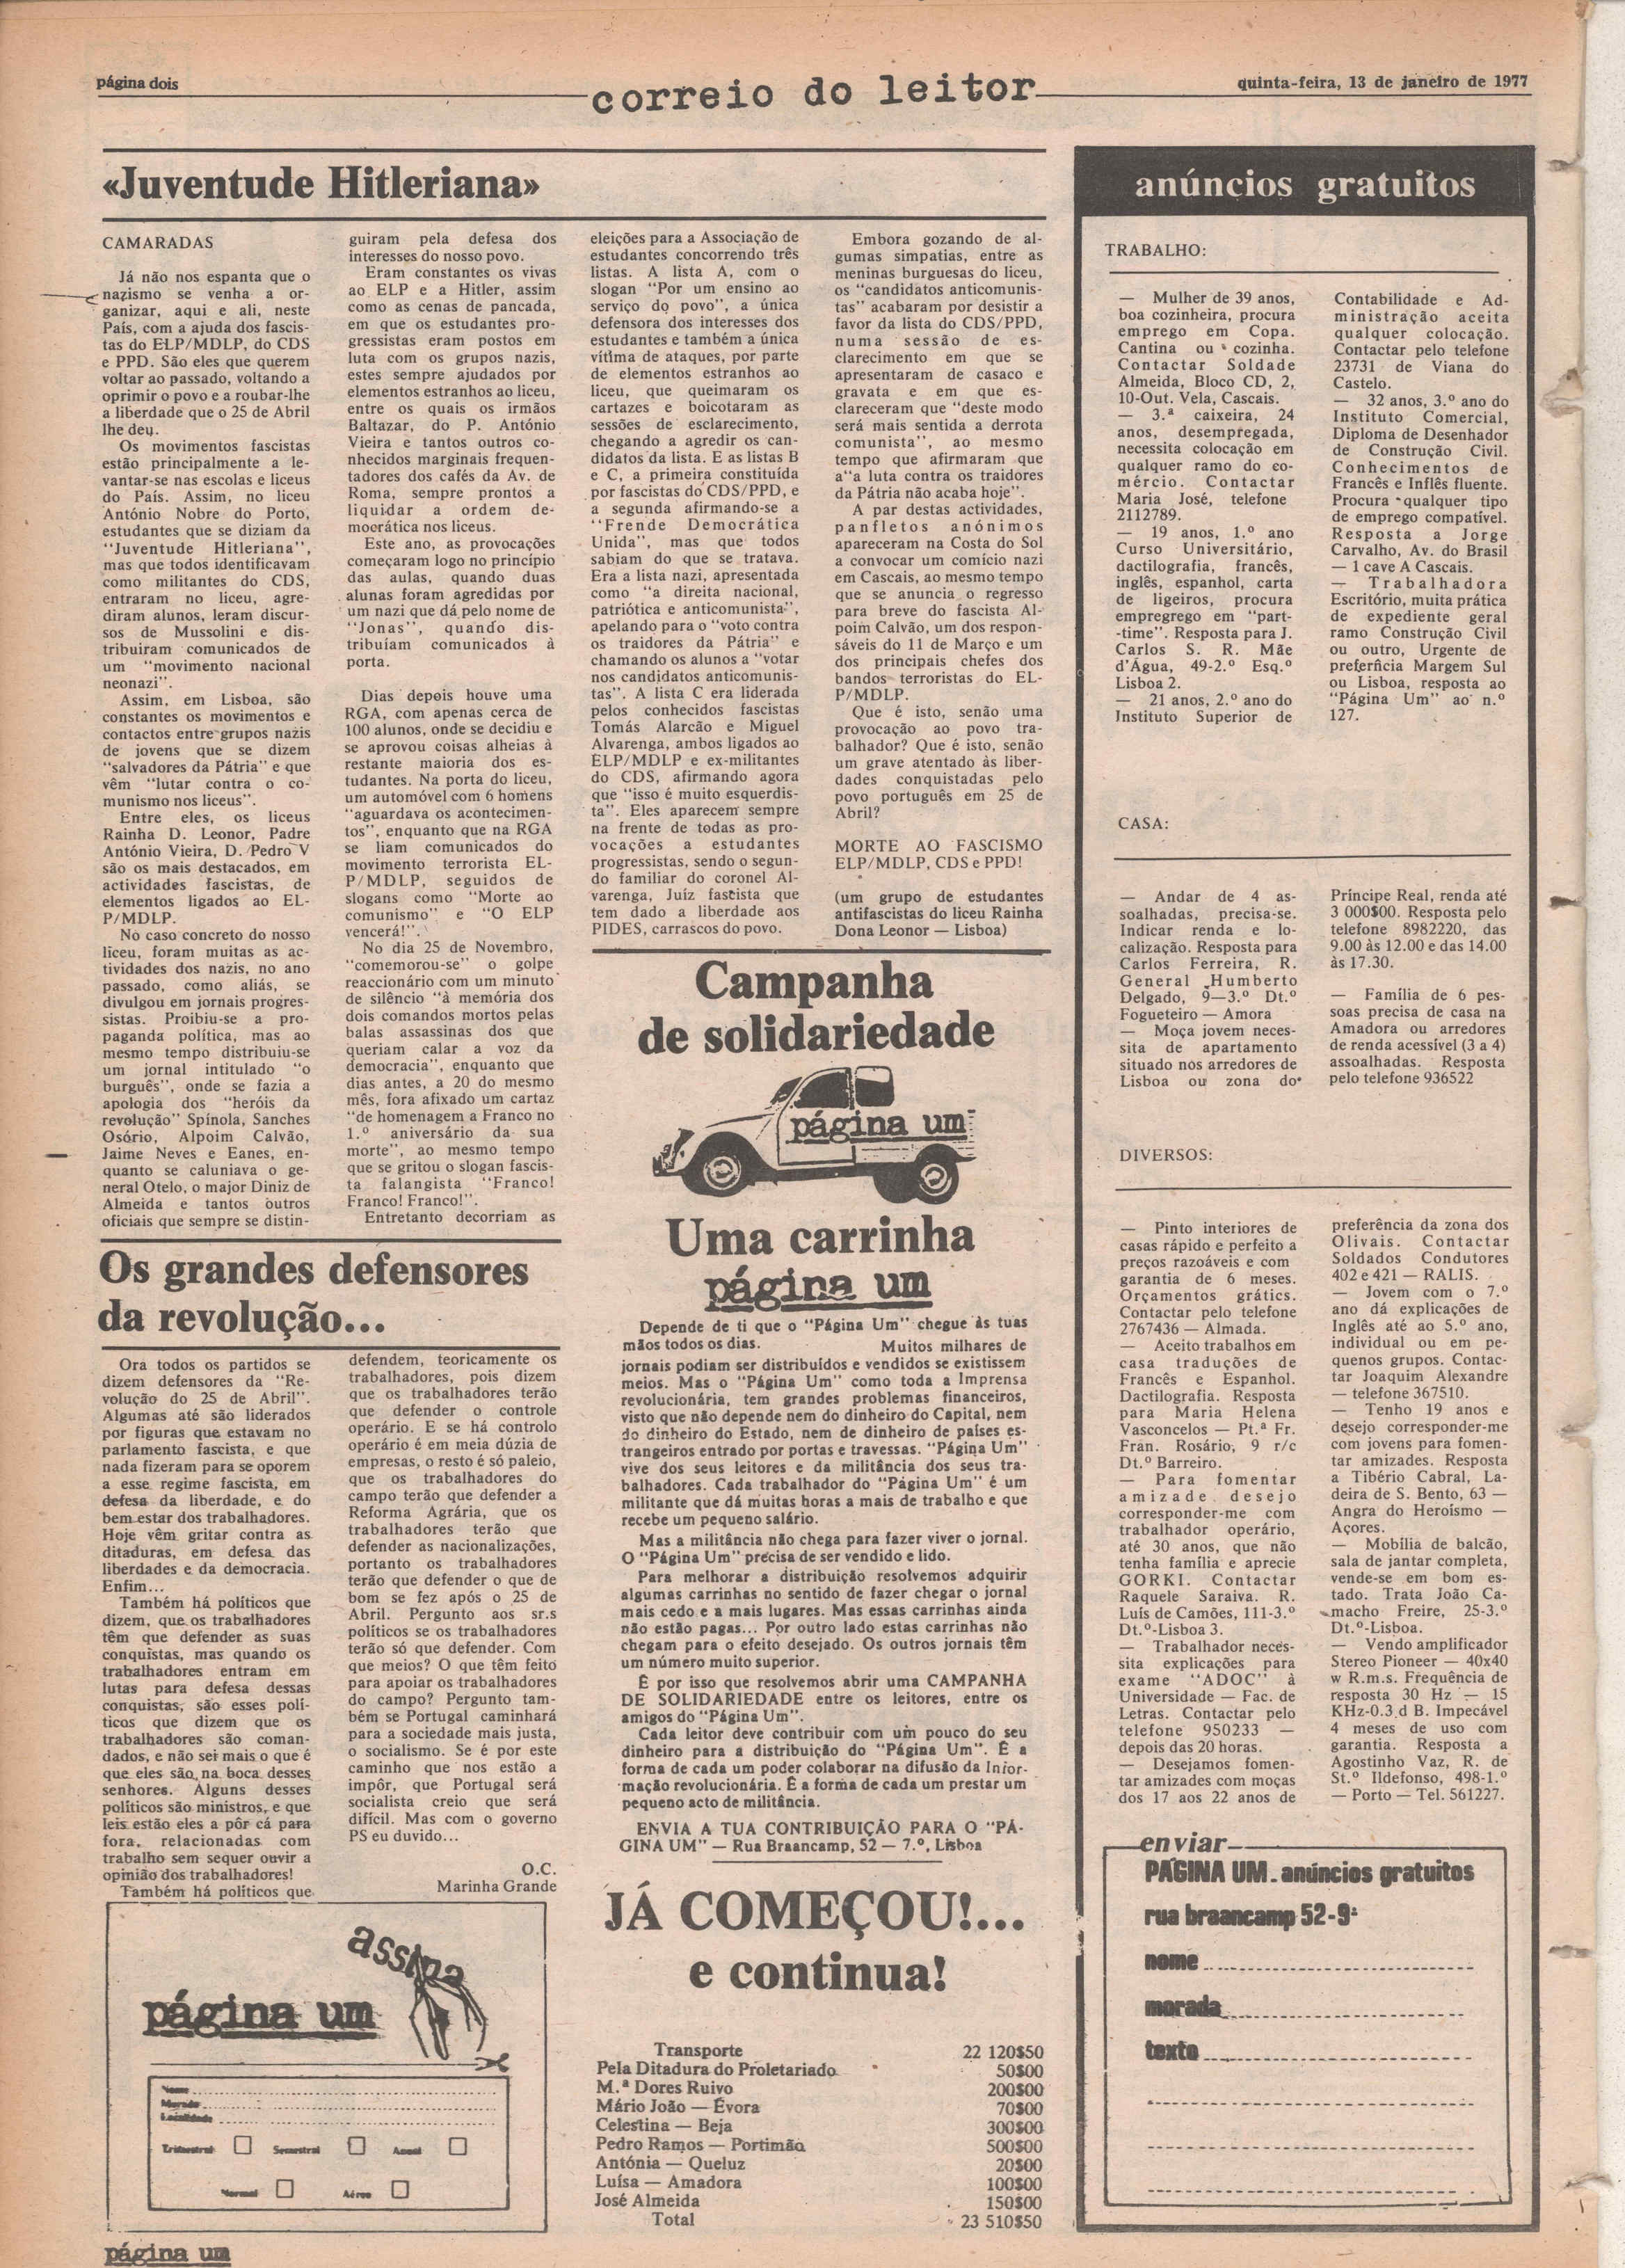 página dois
correio do leitor
quinta-feira, 13 de janeiro de 1977
«Juventude Hitleriana»
CAMARADAS
Já não nos espanta que o
nazismo se venha a or-
ganizar, aqui e ali, neste
País, com a ajuda dos fascis-
tas do ELP/MDLP, do CDS
e PPD. São eles que querem
voltar ao passado, voltando a
oprimir o povo e a roubar-lhe
a liberdade que o 25 de Abril
lhe deu.
Os movimentos fascistas
estão principalmente a le-
vantar-se nas escolas e liceus
do País. Assim, no liceu
António Nobre do Porto,
estudantes que se diziam da
"Juventude Hitleriana",
mas que todos identificavam
como militantes do CDS,
entraram no liceu, agre-
diram alunos, leram discur-
sos de Mussolini e dis-
tribuiram comunicados de
um "movimento nacional
neonazi".
Assim, em Lisboa, são
constantes os movimentos e
contactos entre grupos nazis
de jovens que se dizem
"salvadores da Pátria" e que
vêm "lutar contra o co-
munismo nos liceus".
Entre eles, os liceus
Rainha D. Leonor, Padre
António Vieira, D. Pedro V
são os mais destacados, em
actividades fascistas, de
elementos ligados ao EL-
P/MDLP.
No caso concreto do nosso
liceu, foram muitas as ac-
tividades dos nazis, no ano
passado, como aliás, se
divulgou em jornais progres-
sistas. Proibiu-se a pro-
paganda política, mas ao
mesmo tempo distribuiu-se
um jornal intitulado "o
burguês", onde se fazia a
apologia dos "heróis da
revolução" Spínola, Sanches
Osório, Alpoim Calvão,
Jaime Neves e Eanes, en-
quanto se caluniava o ge-
neral Otelo, o major Diniz de
Almeida e tantos outros
oficiais que sempre se distin-
guiram pela defesa dos
interesses do nosso povo.
Eram constantes os vivas
ao ELP e a Hitler, assim
como as cenas de pancada,
em que os estudantes pro-
gressistas eram postos em
luta com os grupos nazis,
estes sempre ajudados por
elementos estranhos ao liceu,
entre os quais os irmãos
Baltazar, do P. António
Vieira e tantos outros co-
nhecidos marginais frequen-
tadores dos cafés da Av. de
Roma, sempre prontos a
liquidar a ordem de-
mocrática nos liceus.
Este ano, as provocações
começaram logo no princípio
das aulas, quando duas
alunas foram agredidas por
um nazi que dá pelo nome de
"Jonas", quando dis-
tribuíam comunicados à
porta.
Dias depois houve uma
RGA, com apenas cerca de
100 alunos, onde se decidiu e
se aprovou coisas alheias à
restante maioria dos es-
tudantes. Na porta do liceu,
um automóvel com 6 homens
"aguardava os acontecimen-
tos", enquanto que na RGA
se liam comunicados do
movimento terrorista EL-
P/MDLP, seguidos de
slogans como "Morte ao
comunismo" e "O ELP
vencerá!".
No dia 25 de Novembro,
"comemorou-se" o golpe
reaccionário com um minuto
de silêncio "à memória dos
dois comandos mortos pelas
balas assassinas dos que
queriam calar a voz da
democracia", enquanto que
dias antes, a 20 do mesmo
mês, fora afixado um cartaz
"de homenagem a Franco no
1.º aniversário da sua
morte", ao mesmo tempo
que se gritou o slogan fascis-
ta falangista "Franco!
Franco! Franco!".
Entretanto decorriam as
eleições para a Associação de
estudantes concorrendo três
listas. A lista A, com o
slogan "Por um ensino ao
serviço do povo", a única
defensora dos interesses dos
estudantes e também a única
vítima de ataques, por parte
de elementos estranhos ao
liceu, que queimaram os
cartazes e boicotaram as
sessões de esclarecimento,
chegando a agredir os can-
didatos da lista. E as listas B
e C, a primeira constituída
por fascistas do CDS/PPD, e
a segunda afirmando-se a
"Frende Democrática
Unida", mas que todos
sabiam do que se tratava.
Era a lista nazi, apresentada
como "a direita nacional,
patriótica e anticomunista",
apelando para o "voto contra
os traidores da Pátria" e
chamando os alunos a "votar
nos candidatos anticomunis-
tas". A lista C era liderada
pelos conhecidos fascistas
Tomás Alarcão e Miguel
Alvarenga, ambos ligados ao
ELP/MDLP e ex-militantes
do CDS, afirmando agora
que "isso é muito esquerdis-
ta". Eles aparecem sempre
na frente de todas as pro-
vocações a estudantes
progressistas, sendo o segun-
do familiar do coronel Al-
varenga, Juíz fascista que
tem dado a liberdade aos
PIDES, carrascos do povo.
Embora gozando de al-
gumas simpatias, entre as
meninas burguesas do liceu,
os "candidatos anticomunis-
tas" acabaram por desistir a
favor da lista do CDS/PPD,
numa sessão de es-
clarecimento em que se
apresentaram de casaco e
gravata e em que es-
clareceram que "deste modo
será mais sentida a derrota
comunista", ao mesmo
tempo que afirmaram que
a"a luta contra os traidores
da Pátria não acaba hoje".
A par destas actividades,
panfletos anónimos
apareceram na Costa do Sol
a convocar um comício nazi
em Cascais, ao mesmo tempo
que se anuncia o regresso
para breve do fascista Al-
poim Calvão, um dos respon-
sáveis do 11 de Março e um
dos principais chefes dos
bandos terroristas do EL-
P/MDLP.
Que é isto, senão uma
provocação ao povo tra-
balhador? Que é isto, senão
um grave atentado às liber-
dades conquistadas pelo
povo português em 25 de
Abril?
MORTE AO FASCISMO
ELP/MDLP, CDS e PPD!
(um grupo de estudantes
antifascistas do liceu Rainha
Dona Leonor — Lisboa)
Os grandes defensores
da revolução...
Ora todos os partidos se
dizem defensores da "Re-
volução do 25 de Abril".
Algumas até são liderados
por figuras que estavam no
parlamento fascista, e que
nada fizeram para se oporem
a esse regime fascista, em
defesa da liberdade, e do
bem-estar dos trabalhadores.
Hoje vêm gritar contra as
ditaduras, em defesa das
liberdades e da democracia.
Enfim...
Também há políticos que
dizem, que os trabalhadores
têm que defender as suas
conquistas, mas quando os
trabalhadores entram em
lutas para defesa dessas
conquistas, são esses polí-
ticos que dizem que os
trabalhadores são coman-
dados, e não sei mais o que é
que eles são na boca desses
senhores. Alguns desses
políticos são ministros, e que
leis estão eles a pôr cá para
fora, relacionadas com
trabalho sem sequer ouvir a
opinião dos trabalhadores!
Também há políticos que
defendem, teoricamente os
trabalhadores, pois dizem
que os trabalhadores terão
que defender o controle
operário. E se há controlo
operário é em meia dúzia de
empresas, o resto é só paleio,
que os trabalhadores do
campo terão que defender a
Reforma Agrária, que os
trabalhadores terão que
defender as nacionalizações,
portanto os trabalhadores
terão que defender o que de
bom se fez após o 25 de
Abril. Pergunto aos sr.s
políticos se os trabalhadores
terão só que defender. Com
que meios? O que têm feito
para apoiar os trabalhadores
do campo? Pergunto tam-
bém se Portugal caminhará
para a sociedade mais justa,
o socialismo. Se é por este
caminho que nos estão a
impôr, que Portugal será
socialista creio que será
difícil. Mas com o governo
PS eu duvido...
O.C.
Marinha Grande
assina
página um
Nome
Morada
Localidade
Trimestral
Semestral
Anual
Normal
Aéreo
página um
Campanha
de solidariedade
página um
Uma carrinha
página um
Depende de ti que o "Página Um" chegue às tuas
mãos todos os dias. Muitos milhares de
jornais podiam ser distribuídos e vendidos se existissem
meios. Mas o "Página Um" como toda a Imprensa
revolucionária, tem grandes problemas financeiros,
visto que não depende nem do dinheiro do Capital, nem
do dinheiro do Estado, nem de dinheiro de países es-
trangeiros entrado por portas e travessas. "Página Um"
vive dos seus leitores e da militância dos seus tra-
balhadores. Cada trabalhador do "Página Um" é um
militante que dá muitas horas a mais de trabalho e que
recebe um pequeno salário.
Mas a militância não chega para fazer viver o jornal.
O "Página Um" precisa de ser vendido e lido.
Para melhorar a distribuição resolvemos adquirir
algumas carrinhas no sentido de fazer chegar o jornal
mais cedo e a mais lugares. Mas essas carrinhas ainda
não estão pagas... Por outro lado estas carrinhas não
chegam para o efeito desejado. Os outros jornais têm
um número muito superior.
É por isso que resolvemos abrir uma CAMPANHA
DE SOLIDARIEDADE entre os leitores, entre os
amigos do "Página Um".
Cada leitor deve contribuir com um pouco do seu
dinheiro para a distribuição do "Página Um". É a
forma de cada um poder colaborar na difusão da Infor-
mação revolucionária. É a forma de cada um prestar um
pequeno acto de militância.
ENVIA A TUA CONTRIBUIÇÃO PARA O "PÁ-
GINA UM" — Rua Braancamp, 52 — 7.º, Lisboa
JÁ COMEÇOU!...
e continua!
Transporte 22 120$50
Pela Ditadura do Proletariado 50$00
M.ª Dores Ruivo 200$00
Mário João — Évora 70$00
Celestina — Beja 300$00
Pedro Ramos — Portimão 500$00
Antónia — Queluz 20$00
Luísa — Amadora 100$00
José Almeida 150$00
Total 23 510$50
anúncios gratuitos
TRABALHO:
— Mulher de 39 anos,
boa cozinheira, procura
emprego em Copa.
Cantina ou cozinha.
Contactar Soldade
Almeida, Bloco CD, 2,
10-Out. Vela, Cascais.
— 3.ª caixeira, 24
anos, desempregada,
necessita colocação em
qualquer ramo do co-
mércio. Contactar
Maria José, telefone
2112789.
— 19 anos, 1.º ano
Curso Universitário,
dactilografia, francês,
inglês, espanhol, carta
de ligeiros, procura
empregrego em "part-
-time". Resposta para J.
Carlos S. R. Mãe
d'Água, 49-2.º Esq.º
Lisboa 2.
— 21 anos, 2.º ano do
Instituto Superior de
Contabilidade e Ad-
ministração aceita
qualquer colocação.
Contactar pelo telefone
23731 de Viana do
Castelo.
— 32 anos, 3.º ano do
Instituto Comercial,
Diploma de Desenhador
de Construção Civil.
Conhecimentos de
Francês e Inflês fluente.
Procura qualquer tipo
de emprego compatível.
Resposta a Jorge
Carvalho, Av. do Brasil
— 1 cave A Cascais.
— Trabalhadora
Escritório, muita prática
de expediente geral
ramo Construção Civil
ou outro, Urgente de
preferñcia Margem Sul
ou Lisboa, resposta ao
"Página Um" ao n.º
127.
CASA:
— Andar de 4 as-
soalhadas, precisa-se.
Indicar renda e lo-
calização. Resposta para
Carlos Ferreira, R.
General Humberto
Delgado, 9—3.º Dt.º
Fogueteiro — Amora
— Moça jovem neces-
sita de apartamento
situado nos arredores de
Lisboa ou zona do
Príncipe Real, renda até
3 000$00. Resposta pelo
telefone 8982220, das
9.00 às 12.00 e das 14.00
às 17.30.
— Família de 6 pes-
soas precisa de casa na
Amadora ou arredores
de renda acessível (3 a 4)
assoalhadas. Resposta
pelo telefone 936522
DIVERSOS:
— Pinto interiores de
casas rápido e perfeito a
preços razoáveis e com
garantia de 6 meses.
Orçamentos grátics.
Contactar pelo telefone
2767436 — Almada.
— Aceito trabalhos em
casa traduções de
Francês e Espanhol.
Dactilografia. Resposta
para Maria Helena
Vasconcelos — Pt.ª Fr.
Fran. Rosário, 9 r/c
Dt.º Barreiro.
— Para fomentar
amizade desejo
corresponder-me com
trabalhador operário,
até 30 anos, que não
tenha família e aprecie
GORKI. Contactar
Raquele Saraiva. R.
Luís de Camões, 111-3.º
Dt.º-Lisboa 3.
— Trabalhador neces-
sita explicações para
exame "ADOC" à
Universidade — Fac. de
Letras. Contactar pelo
telefone 950233 —
depois das 20 horas.
— Desejamos fomen-
tar amizades com moças
dos 17 aos 22 anos de
preferência da zona dos
Olivais. Contactar
Soldados Condutores
402 e 421 — RALIS.
— Jovem com o 7.º
ano dá explicações de
Inglês até ao 5.º ano,
individual ou em pe-
quenos grupos. Contac-
tar Joaquim Alexandre
— telefone 367510.
— Tenho 19 anos e
desejo corresponder-me
com jovens para fomen-
tar amizades. Resposta
a Tibério Cabral, La-
deira de S. Bento, 63 —
Angra do Heroísmo —
Açores.
— Mobília de balcão,
sala de jantar completa,
vende-se em bom es-
tado. Trata João Ca-
macho Freire, 25-3.º
Dt.º-Lisboa.
— Vendo amplificador
Stereo Pioneer — 40x40
w R.m.s. Frequência de
resposta 30 Hz — 15
KHz-0.3 d B. Impecável
4 meses de uso com
garantia. Resposta a
Agostinho Vaz, R. de
St.º Ildefonso, 498-1.º
— Porto — Tel. 561227.
enviar
PÁGINA UM - anúncios gratuitos
rua braancamp 52-9º
nome
morada
texto